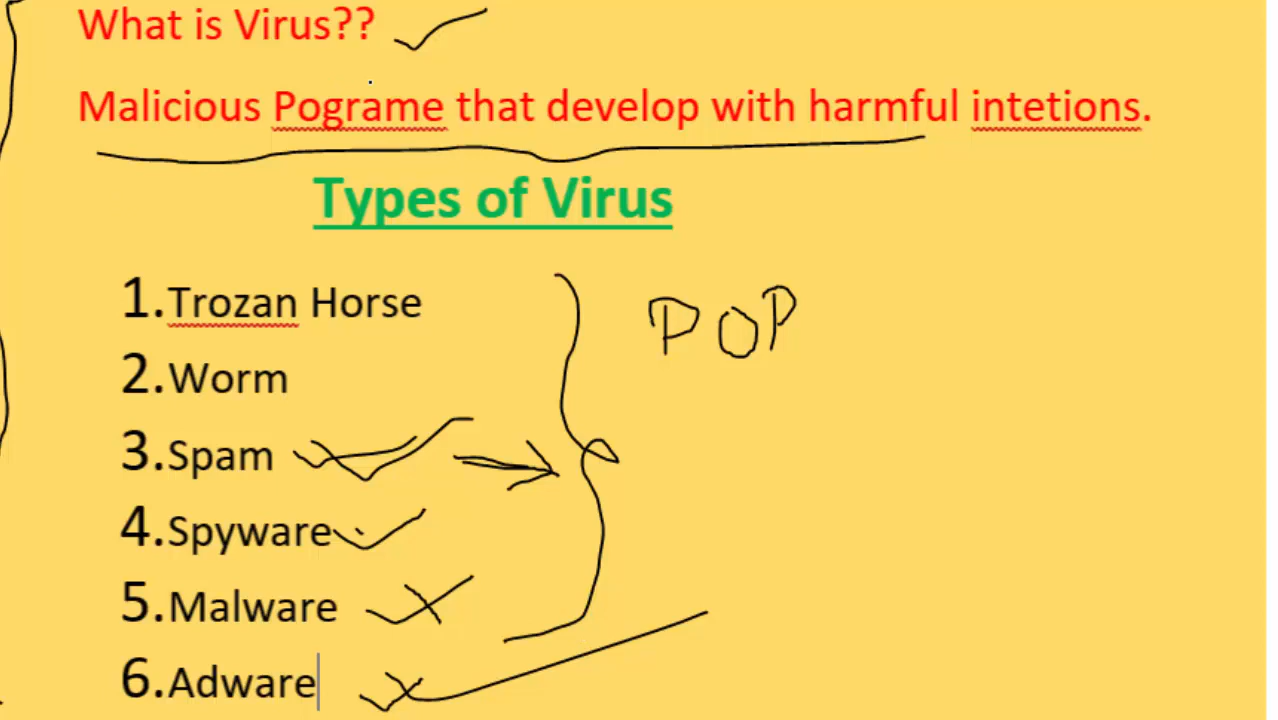 What is Virus??
Malicious Pograme that develop with harmful intetions.
Types of Virus
1.Trozan Horse
POP
2.Worm
3.Spam
4.Spyware
5.Malware
6.Adware